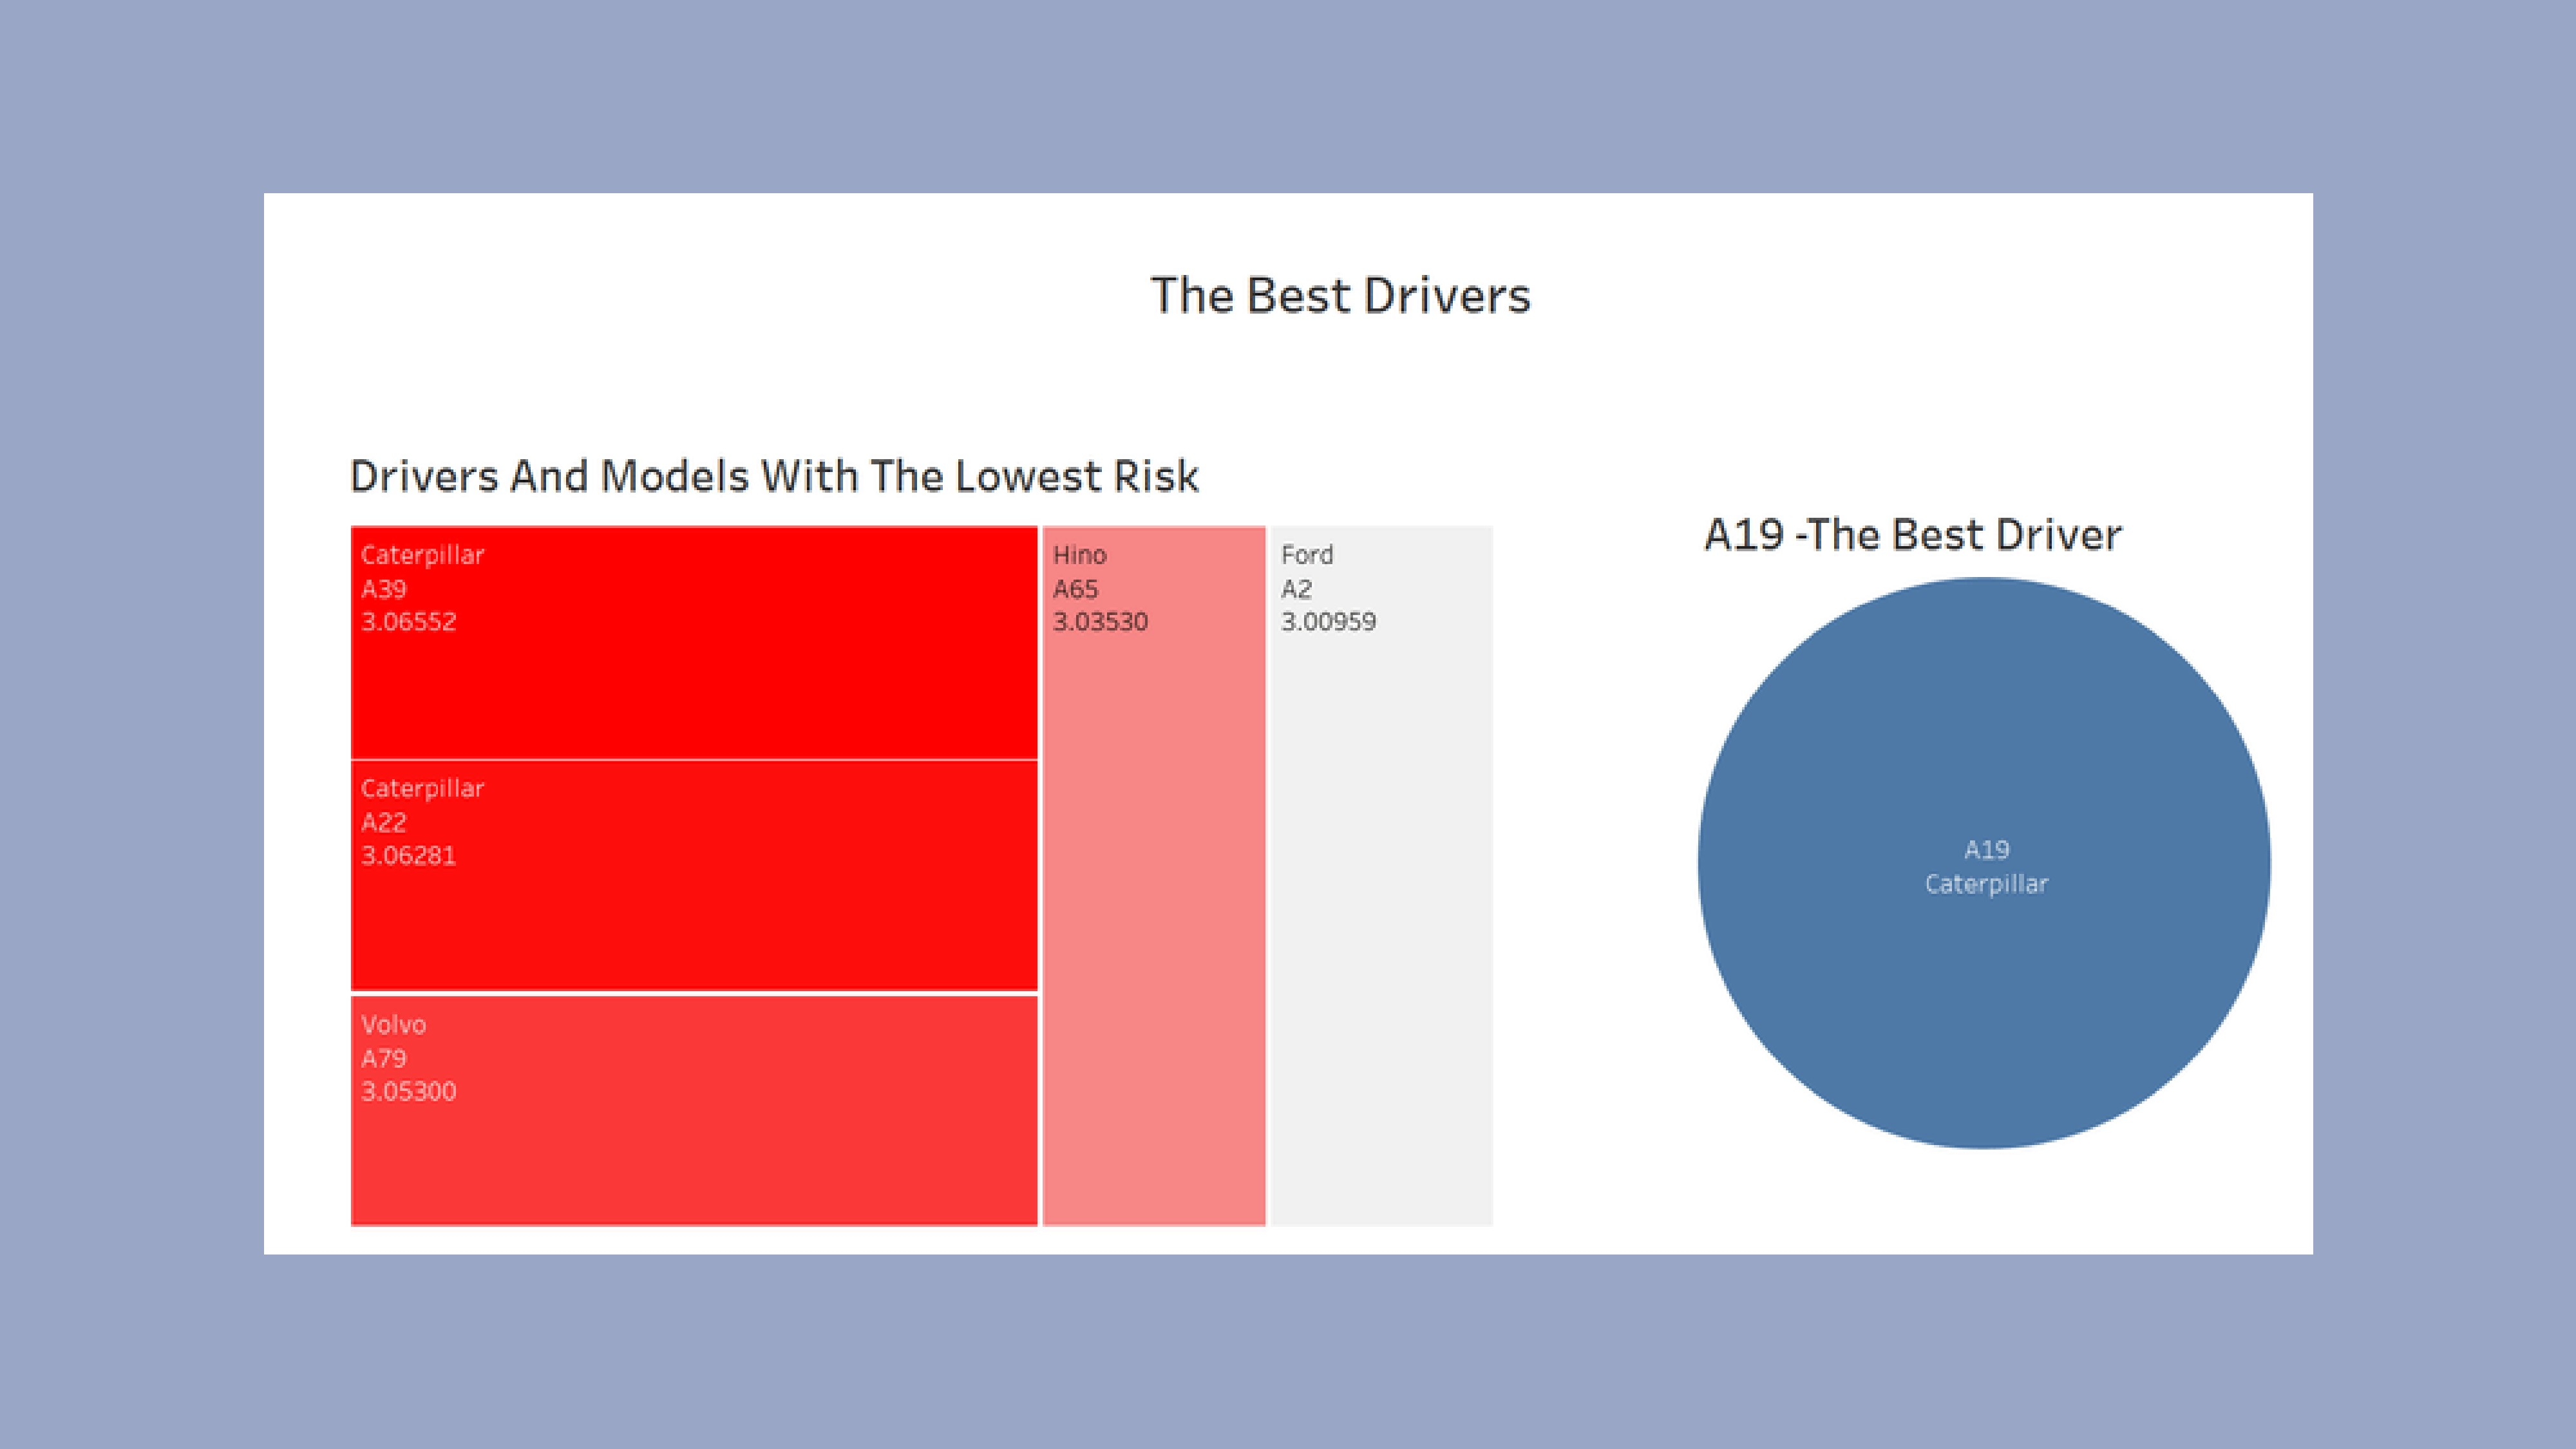 The Best Drivers
Drivers And Models With The Lowest Risk
Caterpillar
A39
3.06552
Caterpillar
A22
3.06281
Volvo
A79
3.05300
Hino
A65
3.03530
Ford
A2
3.00959
A19 -The Best Driver
A19
Caterpillar